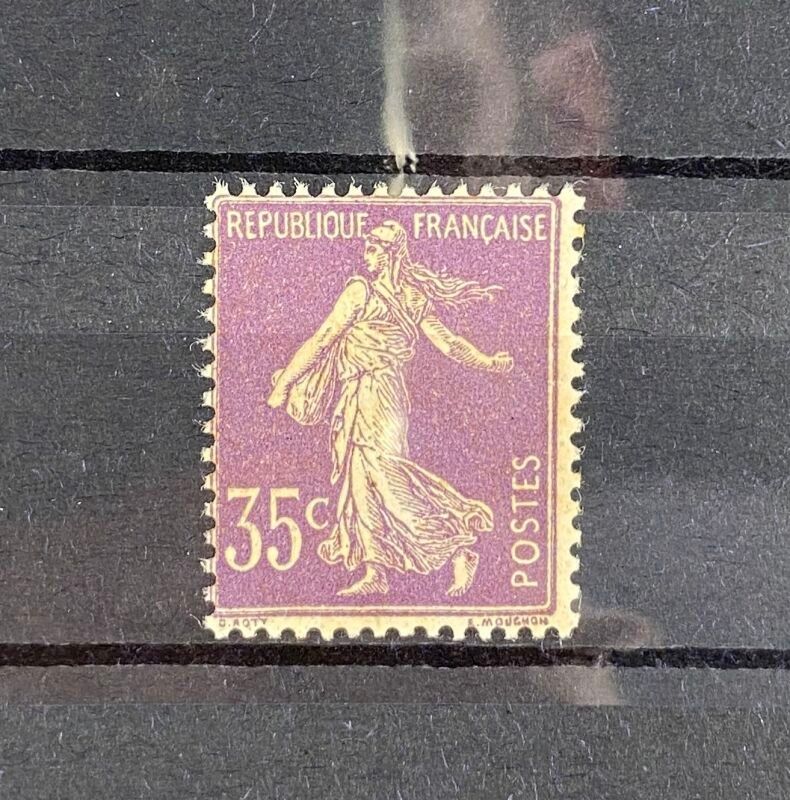 REPUBLIQUE FRANÇAISE
35c
POSTES
O. ROTY
E. MOUCHON